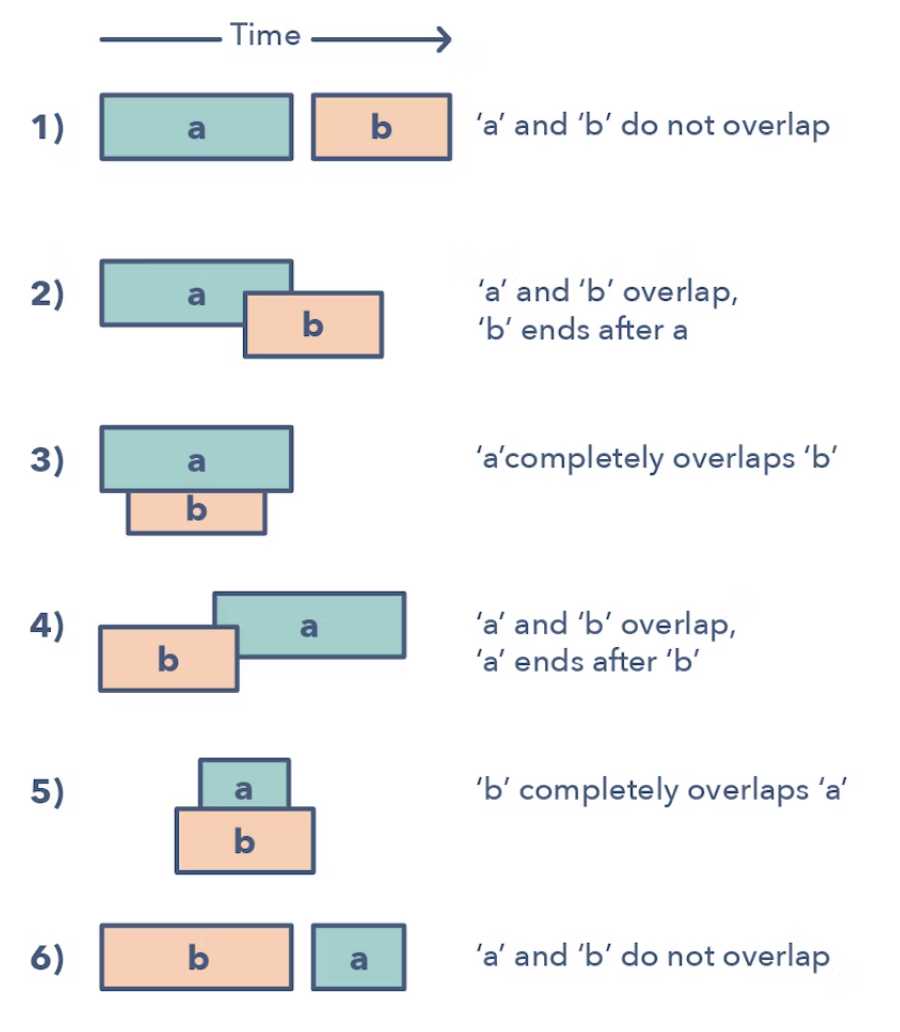 Time
1)
a
b
‘a’ and ‘b’ do not overlap
2)
a
b
‘a’ and ‘b’ overlap,
‘b’ ends after a
3)
a
b
‘a’completely overlaps ‘b’
4)
a
b
‘a’ and ‘b’ overlap,
‘a’ ends after ‘b’
5)
a
b
‘b’ completely overlaps ‘a’
6)
b
a
‘a’ and ‘b’ do not overlap